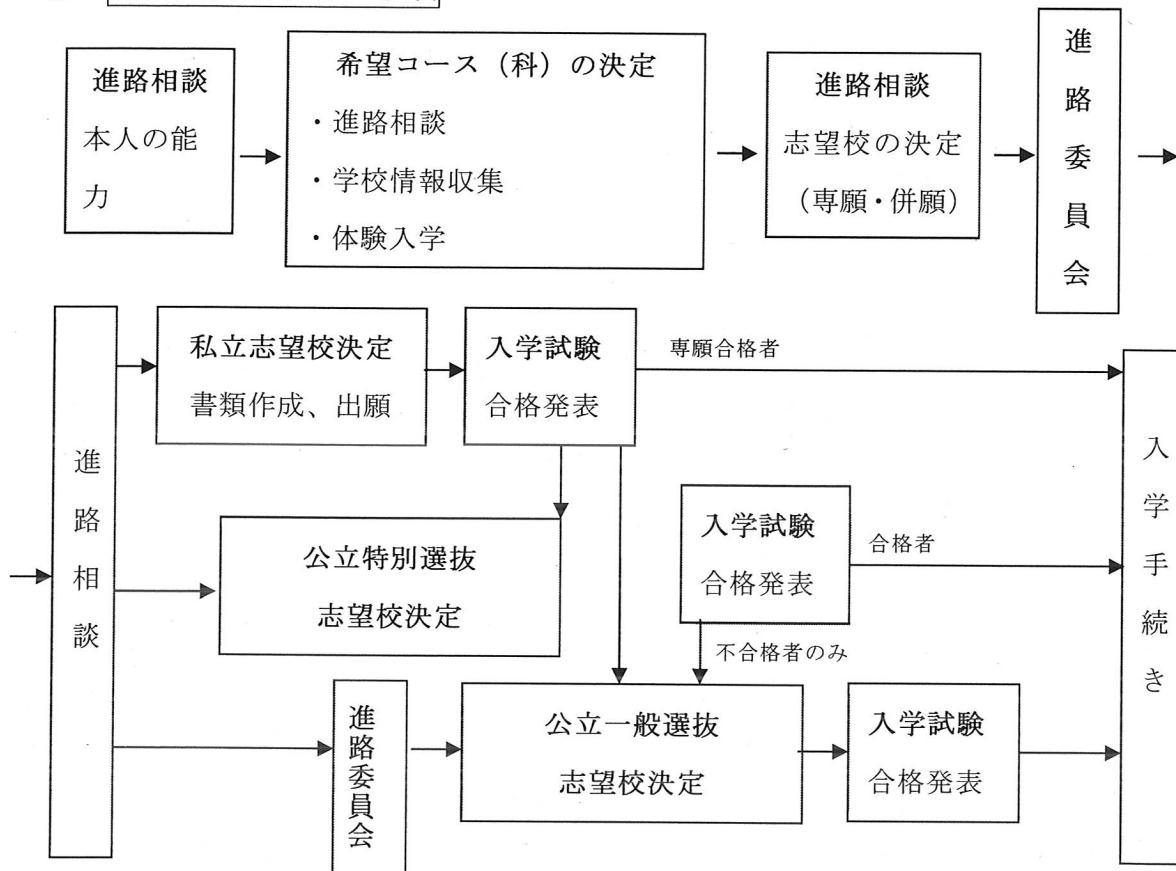 進路相談
本人の能
力
希望コース（科）の決定
・進路相談
・学校情報収集
・体験入学
進路相談
志望校の決定
（専願・併願）
進路委員会
進路相談
私立志望校決定
書類作成、出願
入学試験
合格発表
専願合格者
公立特別選抜
志望校決定
入学試験
合格発表
合格者
不合格者のみ
進路委員会
公立一般選抜
志望校決定
入学試験
合格発表
入学手続き